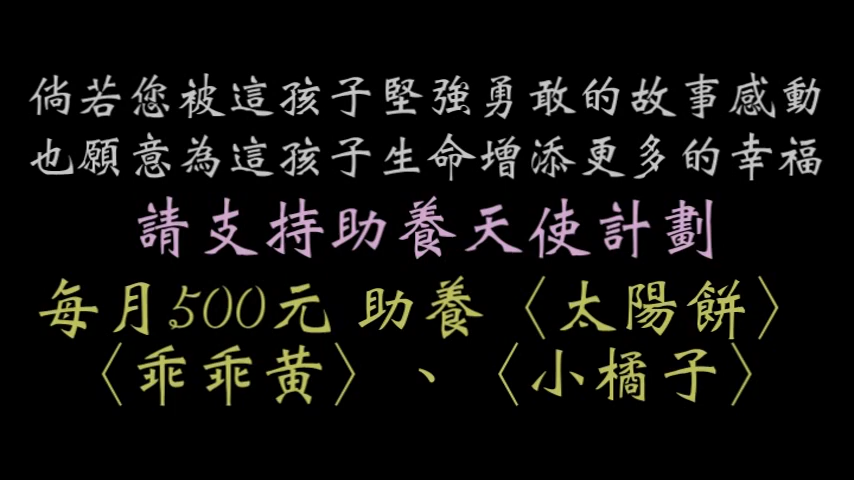 倘若您被這孩子堅強勇敢的故事感動
也願意為這孩子生命增添更多的幸福
請支持助養天使計劃
每月500元 助養〈太陽餅〉
〈乖乖黃〉、〈小橘子〉